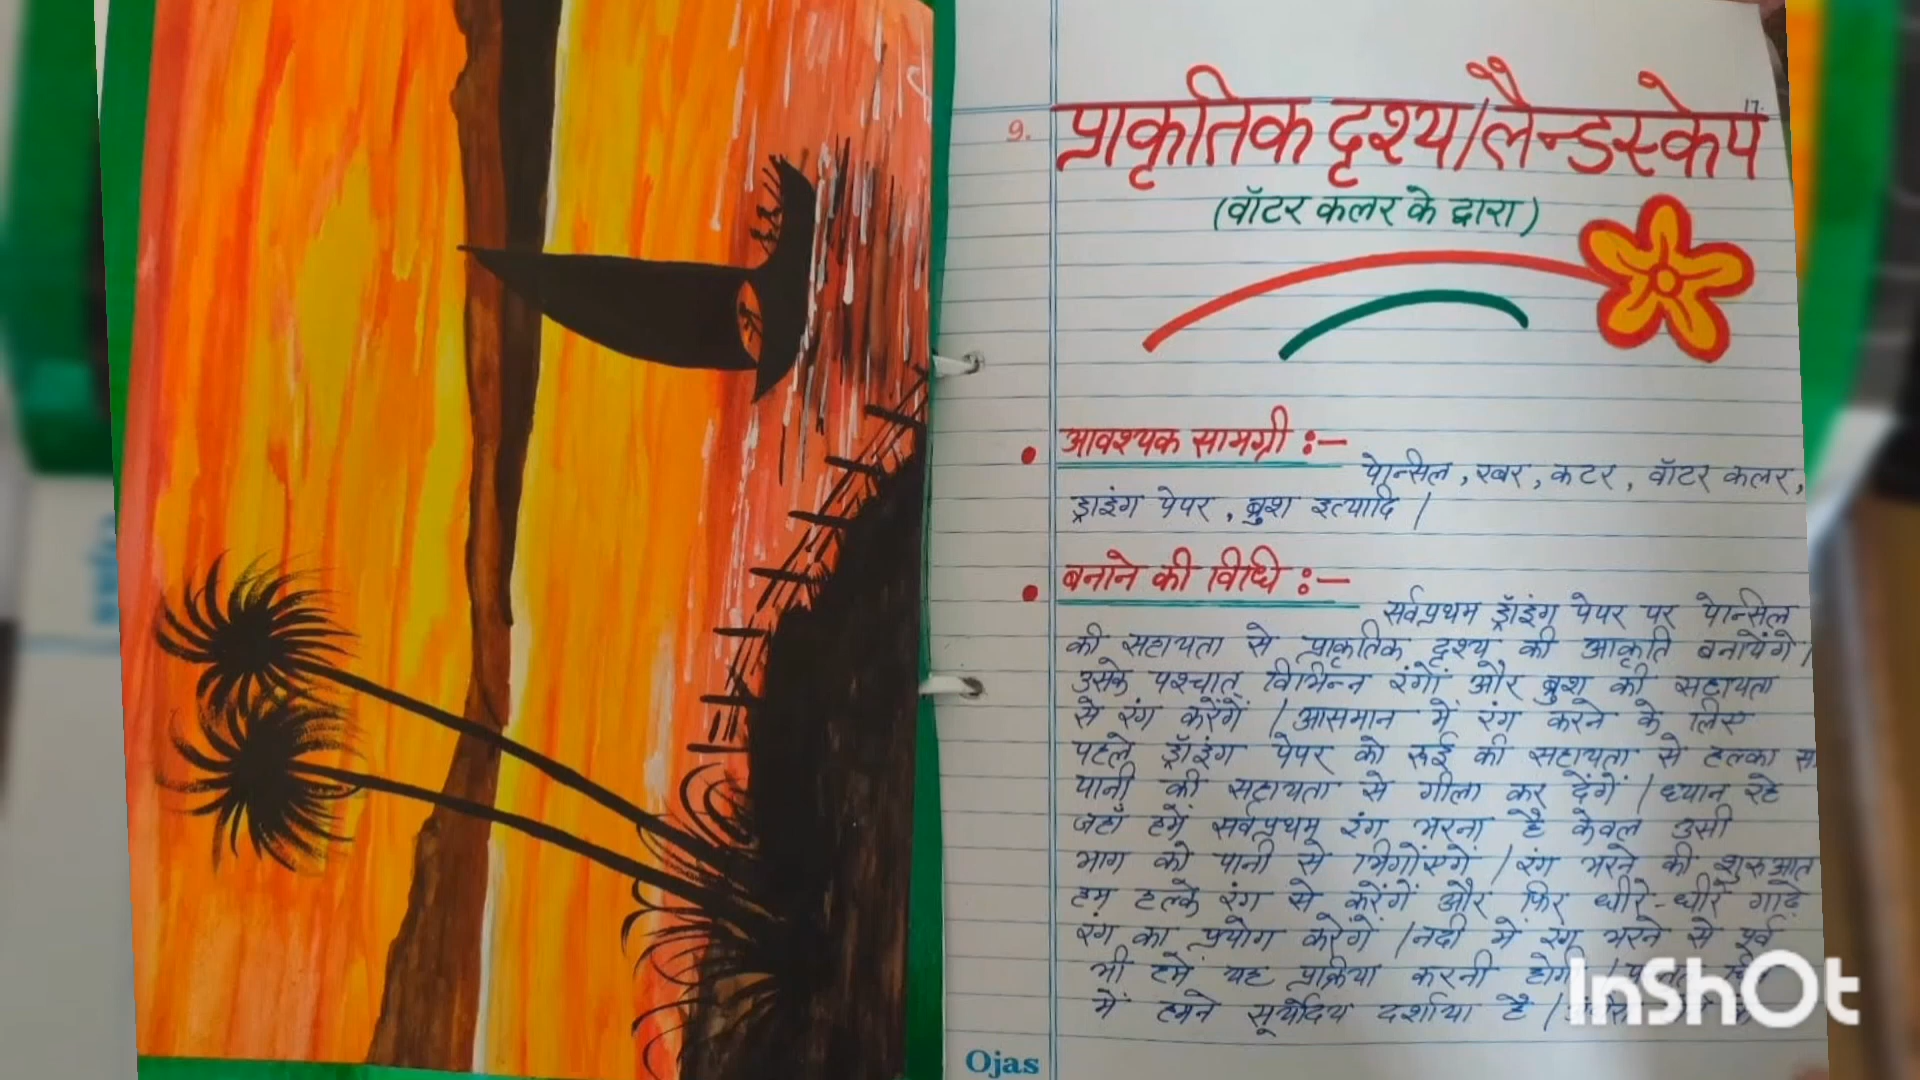 17.
9. प्राकृतिक दृश्य/लैन्डस्केप
(वॉटर कलर के द्वारा)
• आवश्यक सामग्री :-
पेन्सिल, रबर, कटर, वॉटर कलर,
ड्राइंग पेपर, ब्रुश इत्यादि।
• बनाने की विधि :-
सर्वप्रथम ड्रॉइंग पेपर पर पेन्सिल
की सहायता से प्राकृतिक दृश्य की आकृति बनायेंगे।
उसके पश्चात् विभिन्न रंगों और ब्रुश की सहायता
से रंग करेंगें। आसमान में रंग करने के लिए
पहले ड्रॉइंग पेपर को रूई की सहायता से हल्का सा
पानी की सहायता से गीला कर देंगें। ध्यान रहे
जहाँ हमें सर्वप्रथम रंग भरना है केवल उसी
भाग को पानी से भिगोंएगें। रंग भरने की शुरुआत
हम हल्के रंग से करेंगें और फिर धीरे-धीरे गाढ़े
रंग का प्रयोग करेगें। नदी में रंग भरने से पूर्व
भी हमें यह प्रक्रिया करनी होगी।
में हमने सूर्योदय दर्शाया है।
Ojas
InShOt